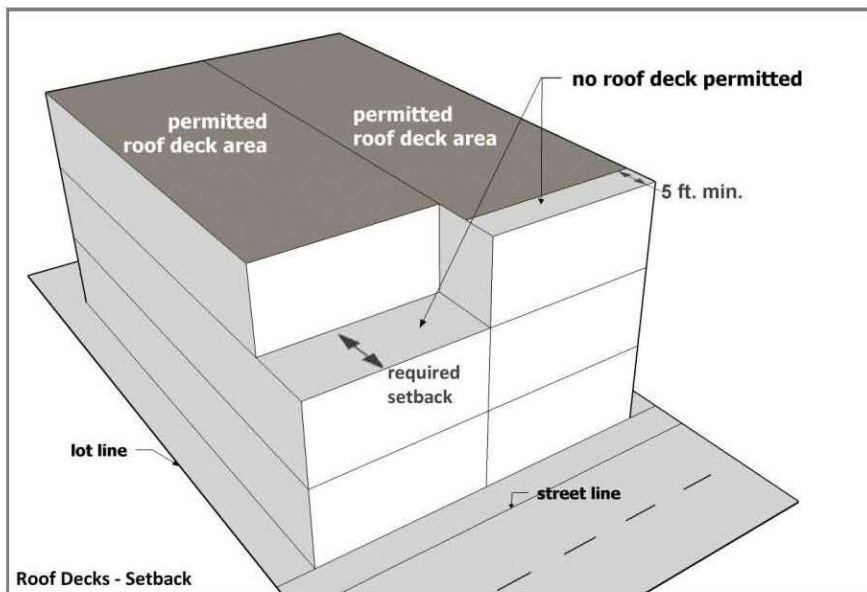 no roof deck permitted
permitted
roof deck area
permitted
roof deck area
5 ft. min.
required
setback
lot line
street line
Roof Decks - Setback